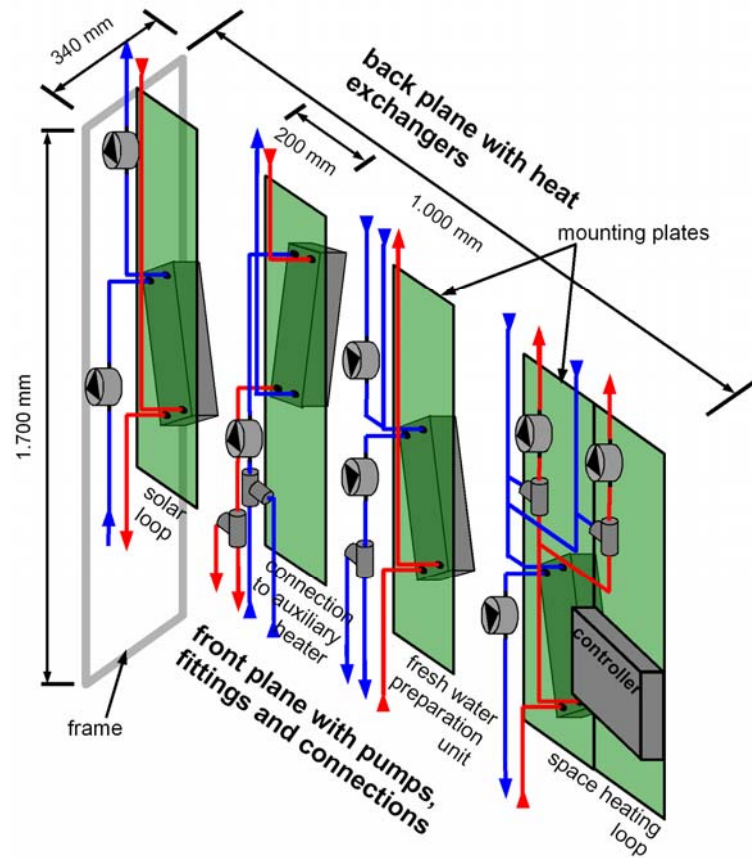 340 mm
back plane with heat
exchangers
200 mm
1.000 mm
mounting plates
1.700 mm
solar
loop
connection
to auxiliary
heater
fresh water
preparation
unit
controller
space heating
loop
front plane with pumps,
fittings and connections
frame